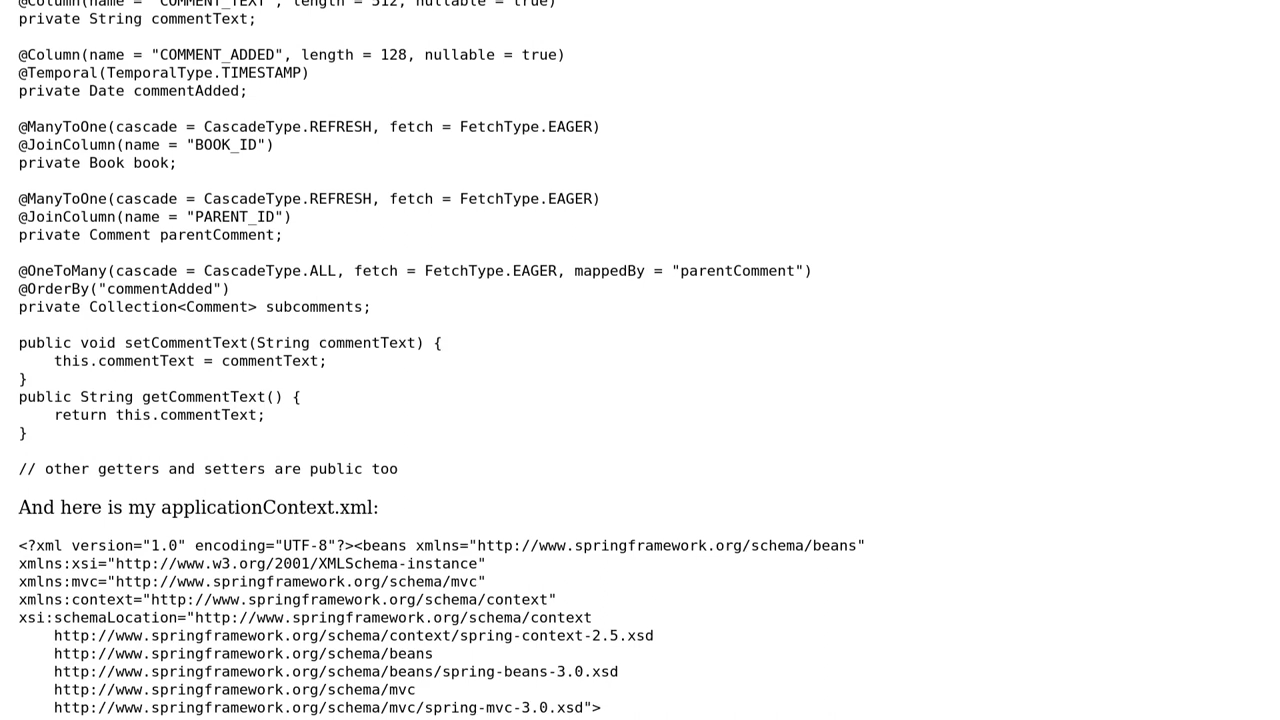 @Column(name = "COMMENT_TEXT", length = 512, nullable = true)
private String commentText;

@Column(name = "COMMENT_ADDED", length = 128, nullable = true)
@Temporal(TemporalType.TIMESTAMP)
private Date commentAdded;

@ManyToOne(cascade = CascadeType.REFRESH, fetch = FetchType.EAGER)
@JoinColumn(name = "BOOK_ID")
private Book book;

@ManyToOne(cascade = CascadeType.REFRESH, fetch = FetchType.EAGER)
@JoinColumn(name = "PARENT_ID")
private Comment parentComment;

@OneToMany(cascade = CascadeType.ALL, fetch = FetchType.EAGER, mappedBy = "parentComment")
@OrderBy("commentAdded")
private Collection<Comment> subcomments;

public void setCommentText(String commentText) {
    this.commentText = commentText;
}
public String getCommentText() {
    return this.commentText;
}

// other getters and setters are public too

And here is my applicationContext.xml:

<?xml version="1.0" encoding="UTF-8"?><beans xmlns="http://www.springframework.org/schema/beans"
xmlns:xsi="http://www.w3.org/2001/XMLSchema-instance"
xmlns:mvc="http://www.springframework.org/schema/mvc"
xmlns:context="http://www.springframework.org/schema/context"
xsi:schemaLocation="http://www.springframework.org/schema/context
    http://www.springframework.org/schema/context/spring-context-2.5.xsd
    http://www.springframework.org/schema/beans
    http://www.springframework.org/schema/beans/spring-beans-3.0.xsd
    http://www.springframework.org/schema/mvc
    http://www.springframework.org/schema/mvc/spring-mvc-3.0.xsd">